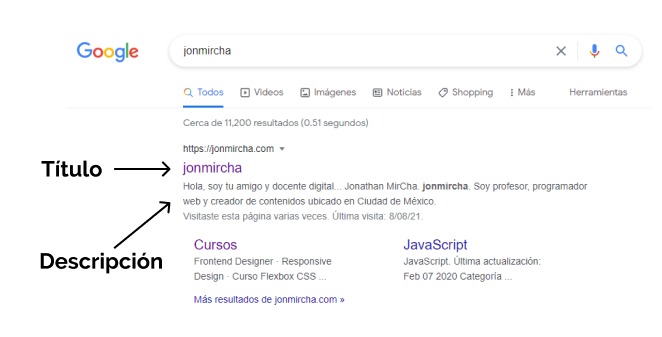 Google
jonmircha
Todos Videos Imágenes Noticias Shopping Más Herramientas
Cerca de 11,200 resultados (0.51 segundos)
https://jonmircha.com
Título
jonmircha
Hola, soy tu amigo y docente digital... Jonathan MirCha. jonmircha. Soy profesor, programador
web y creador de contenidos ubicado en Ciudad de México.
Visitaste esta página varias veces. Última visita: 8/08/21.
Descripción
Cursos
Frontend Designer · Responsive
Design · Curso Flexbox CSS ...
JavaScript
JavaScript. Última actualización:
Feb 07 2020 Categoría ...
Más resultados de jonmircha.com »